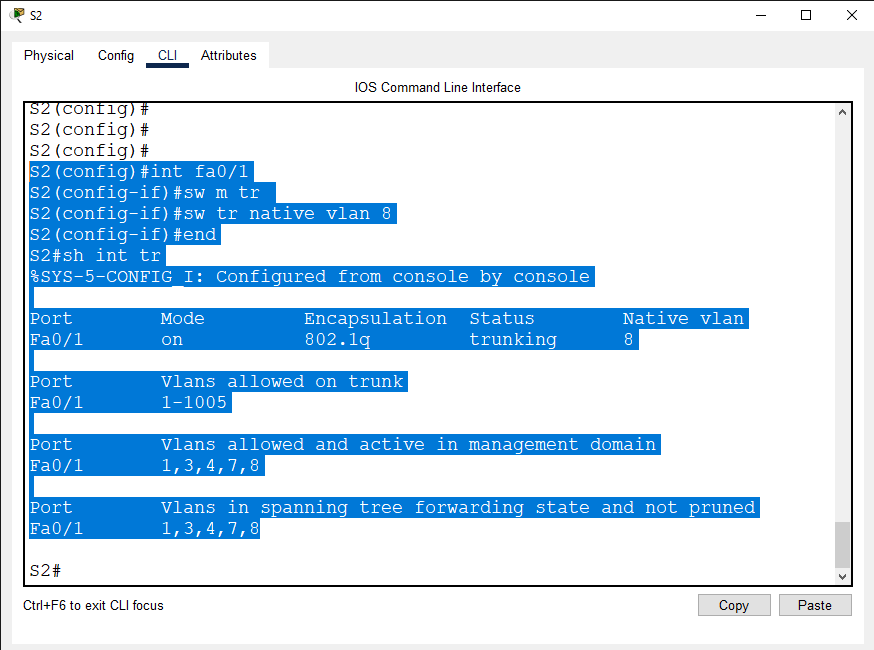 S2
Physical Config CLI Attributes
IOS Command Line Interface
S2(config)#
S2(config)#
S2(config)#
S2(config)#int fa0/1
S2(config-if)#sw m tr
S2(config-if)#sw tr native vlan 8
S2(config-if)#end
S2#sh int tr
%SYS-5-CONFIG_I: Configured from console by console
Port Mode Encapsulation Status Native vlan
Fa0/1 on 802.1q trunking 8
Port Vlans allowed on trunk
Fa0/1 1-1005
Port Vlans allowed and active in management domain
Fa0/1 1,3,4,7,8
Port Vlans in spanning tree forwarding state and not pruned
Fa0/1 1,3,4,7,8
S2#
Ctrl+F6 to exit CLI focus
Copy Paste